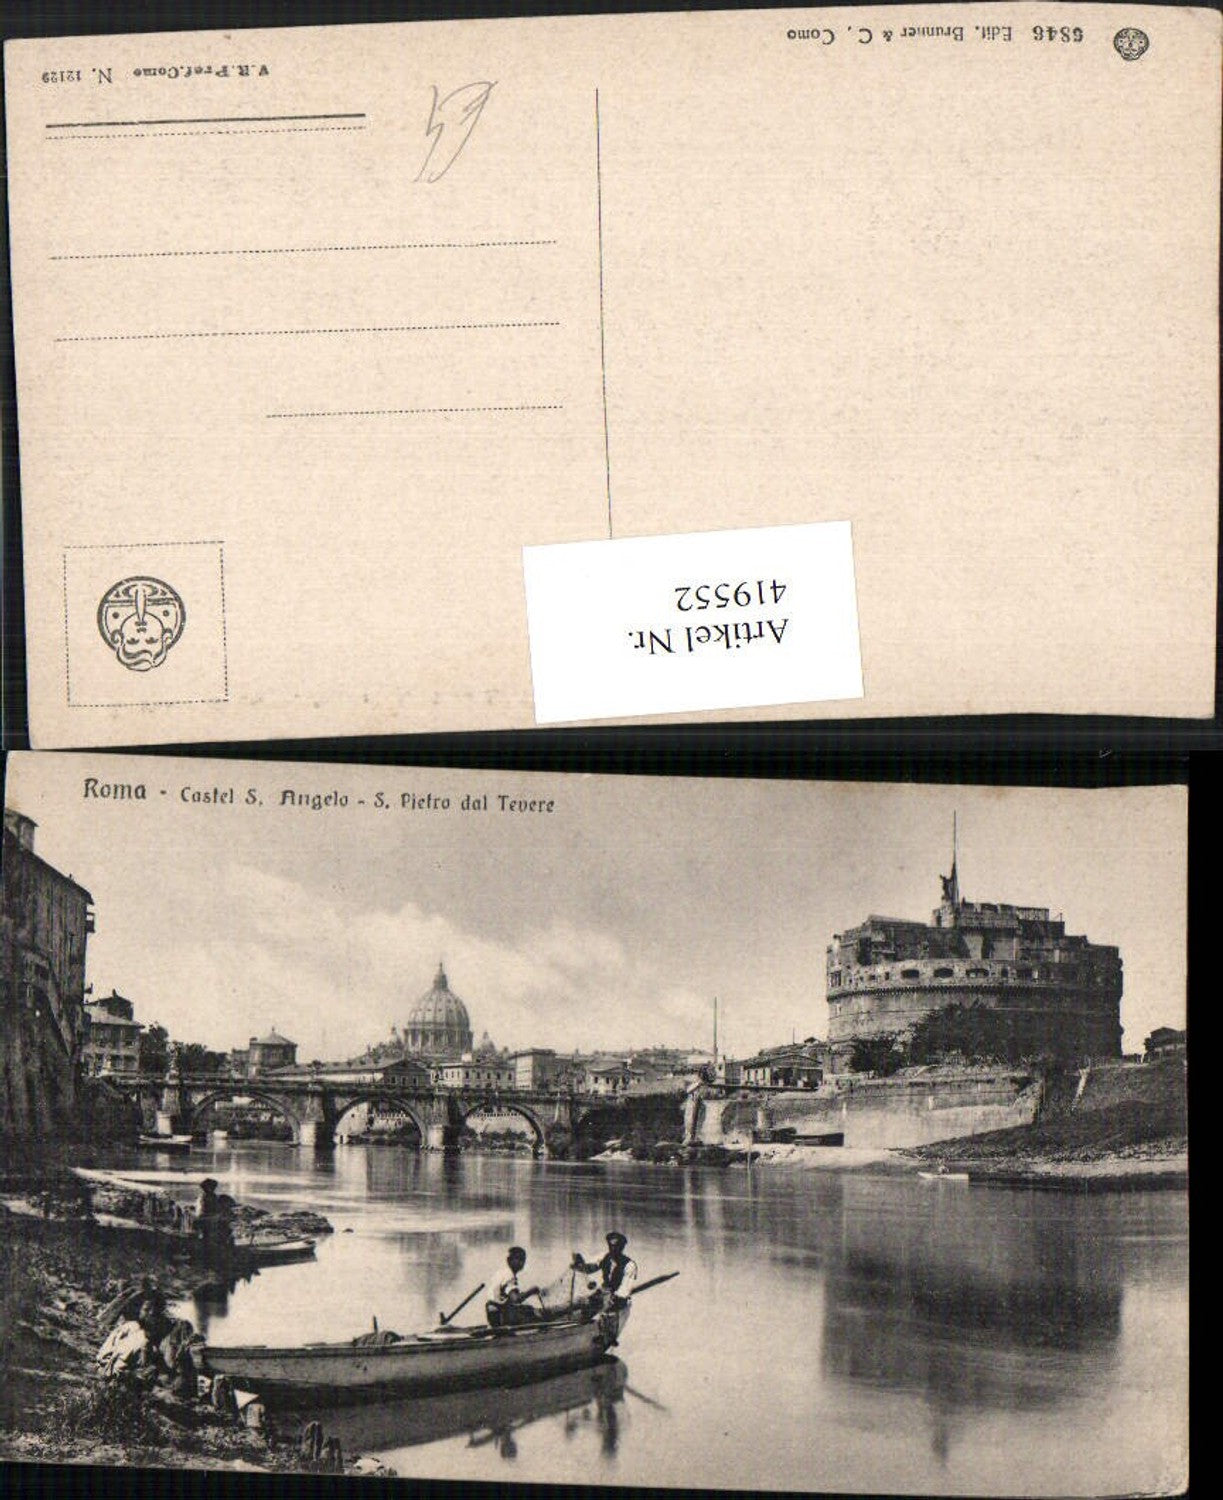 6846 Edit. Brunner & C., Como
V. R. Pref. Como N. 12129
Artikel Nr.
419552
Roma - Castel S. Angelo - S. Pietro dal Tevere